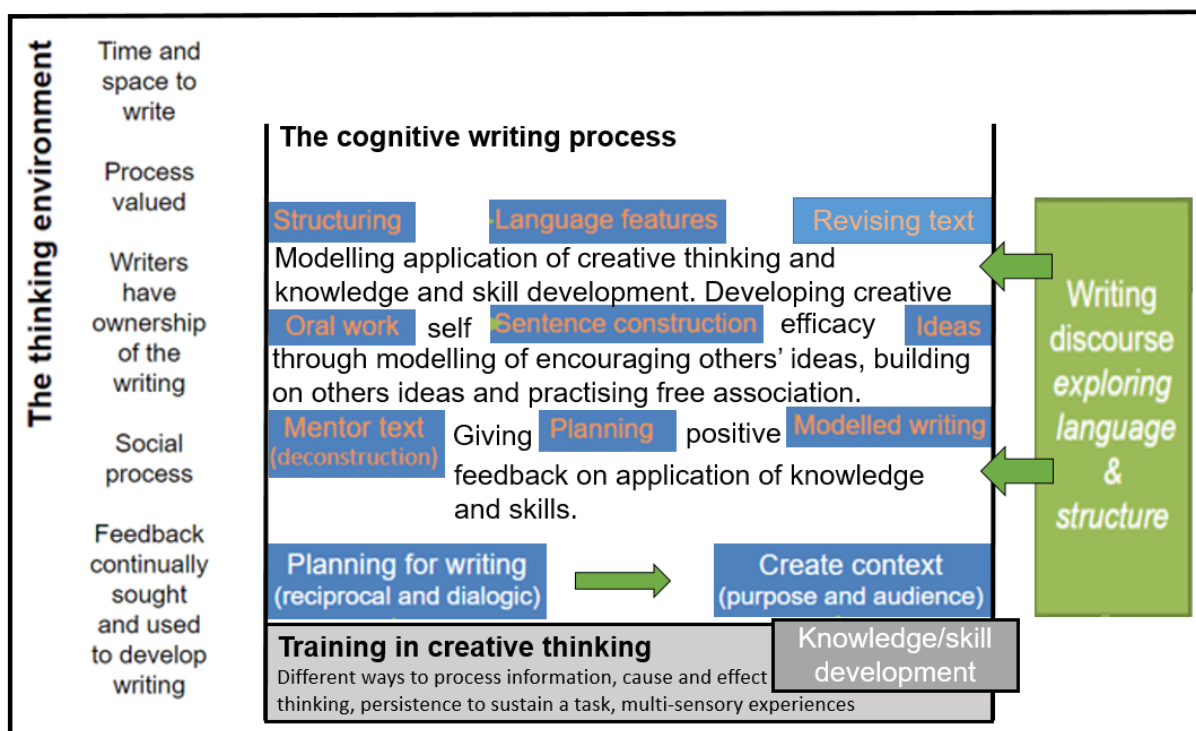 The thinking environment
Time and
space to
write
Process
valued
Writers
have
ownership
of the
writing
Social
process
Feedback
continually
sought
and used
to develop
writing
The cognitive writing process
Structuring Language features Revising text
Modelling application of creative thinking and
knowledge and skill development. Developing creative
Oral work self Sentence construction efficacy Ideas
through modelling of encouraging others’ ideas, building
on others ideas and practising free association.
Mentor text Giving Planning positive Modelled writing
(deconstruction)
feedback on application of knowledge
and skills.
Planning for writing
(reciprocal and dialogic)
Create context
(purpose and audience)
Training in creative thinking
Different ways to process information, cause and effect
thinking, persistence to sustain a task, multi-sensory experiences
Knowledge/skill
development
Writing
discourse
exploring
language
&
structure